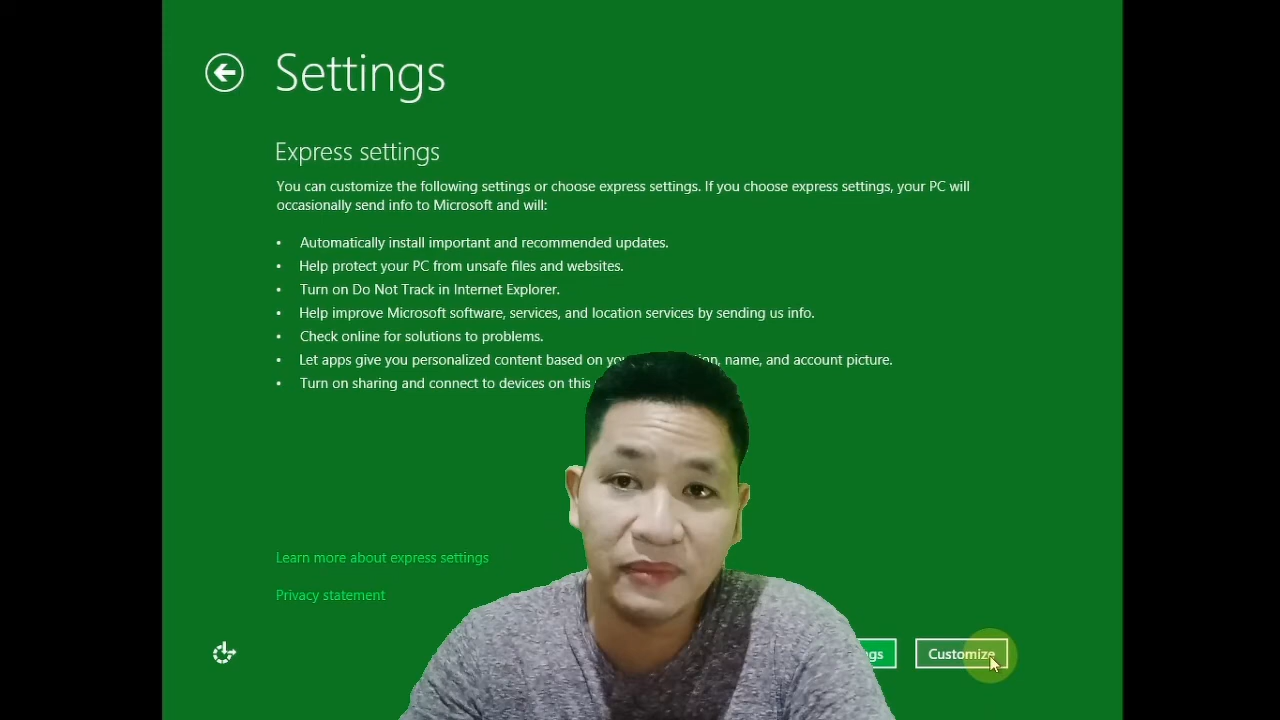 Settings
Express settings
You can customize the following settings or choose express settings. If you choose express settings, your PC will
occasionally send info to Microsoft and will:
• Automatically install important and recommended updates.
• Help protect your PC from unsafe files and websites.
• Turn on Do Not Track in Internet Explorer.
• Help improve Microsoft software, services, and location services by sending us info.
• Check online for solutions to problems.
• Let apps give you personalized content based on name, and account picture.
• Turn on sharing and connect to devices on this
Learn more about express settings
Privacy statement
Customize